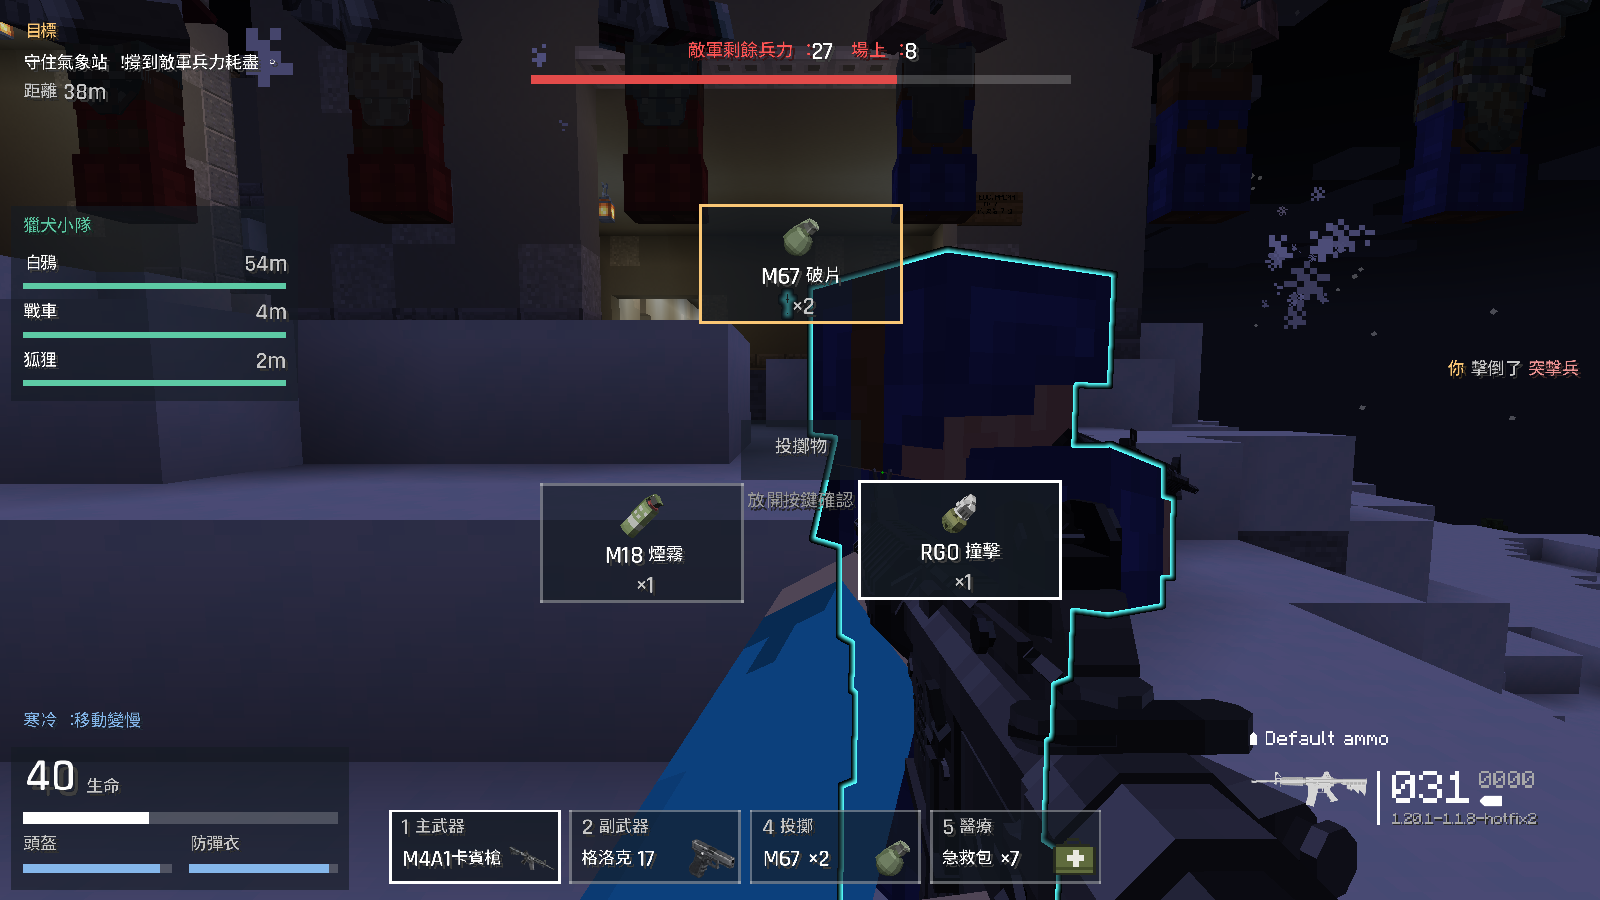 目標
守住氣象站 !撐到敵軍兵力耗盡 。
距離 38m
敵軍剩餘兵力 :27 場上 :8
獵犬小隊
白鴉 54m
戰車 4m
狐狸 2m
M67 破片
×2
你 擊倒了 突擊兵
投擲物
放開按鍵確認
M18 煙霧
×1
RGO 撞擊
×1
寒冷 :移動變慢
40 生命
頭盔 防彈衣
1 主武器
M4A1卡賓槍
2 副武器
格洛克 17
4 投擲
M67 ×2
5 醫療
急救包 ×7
Default ammo
031 0000
1.20.1-1.1.8-hotfix2